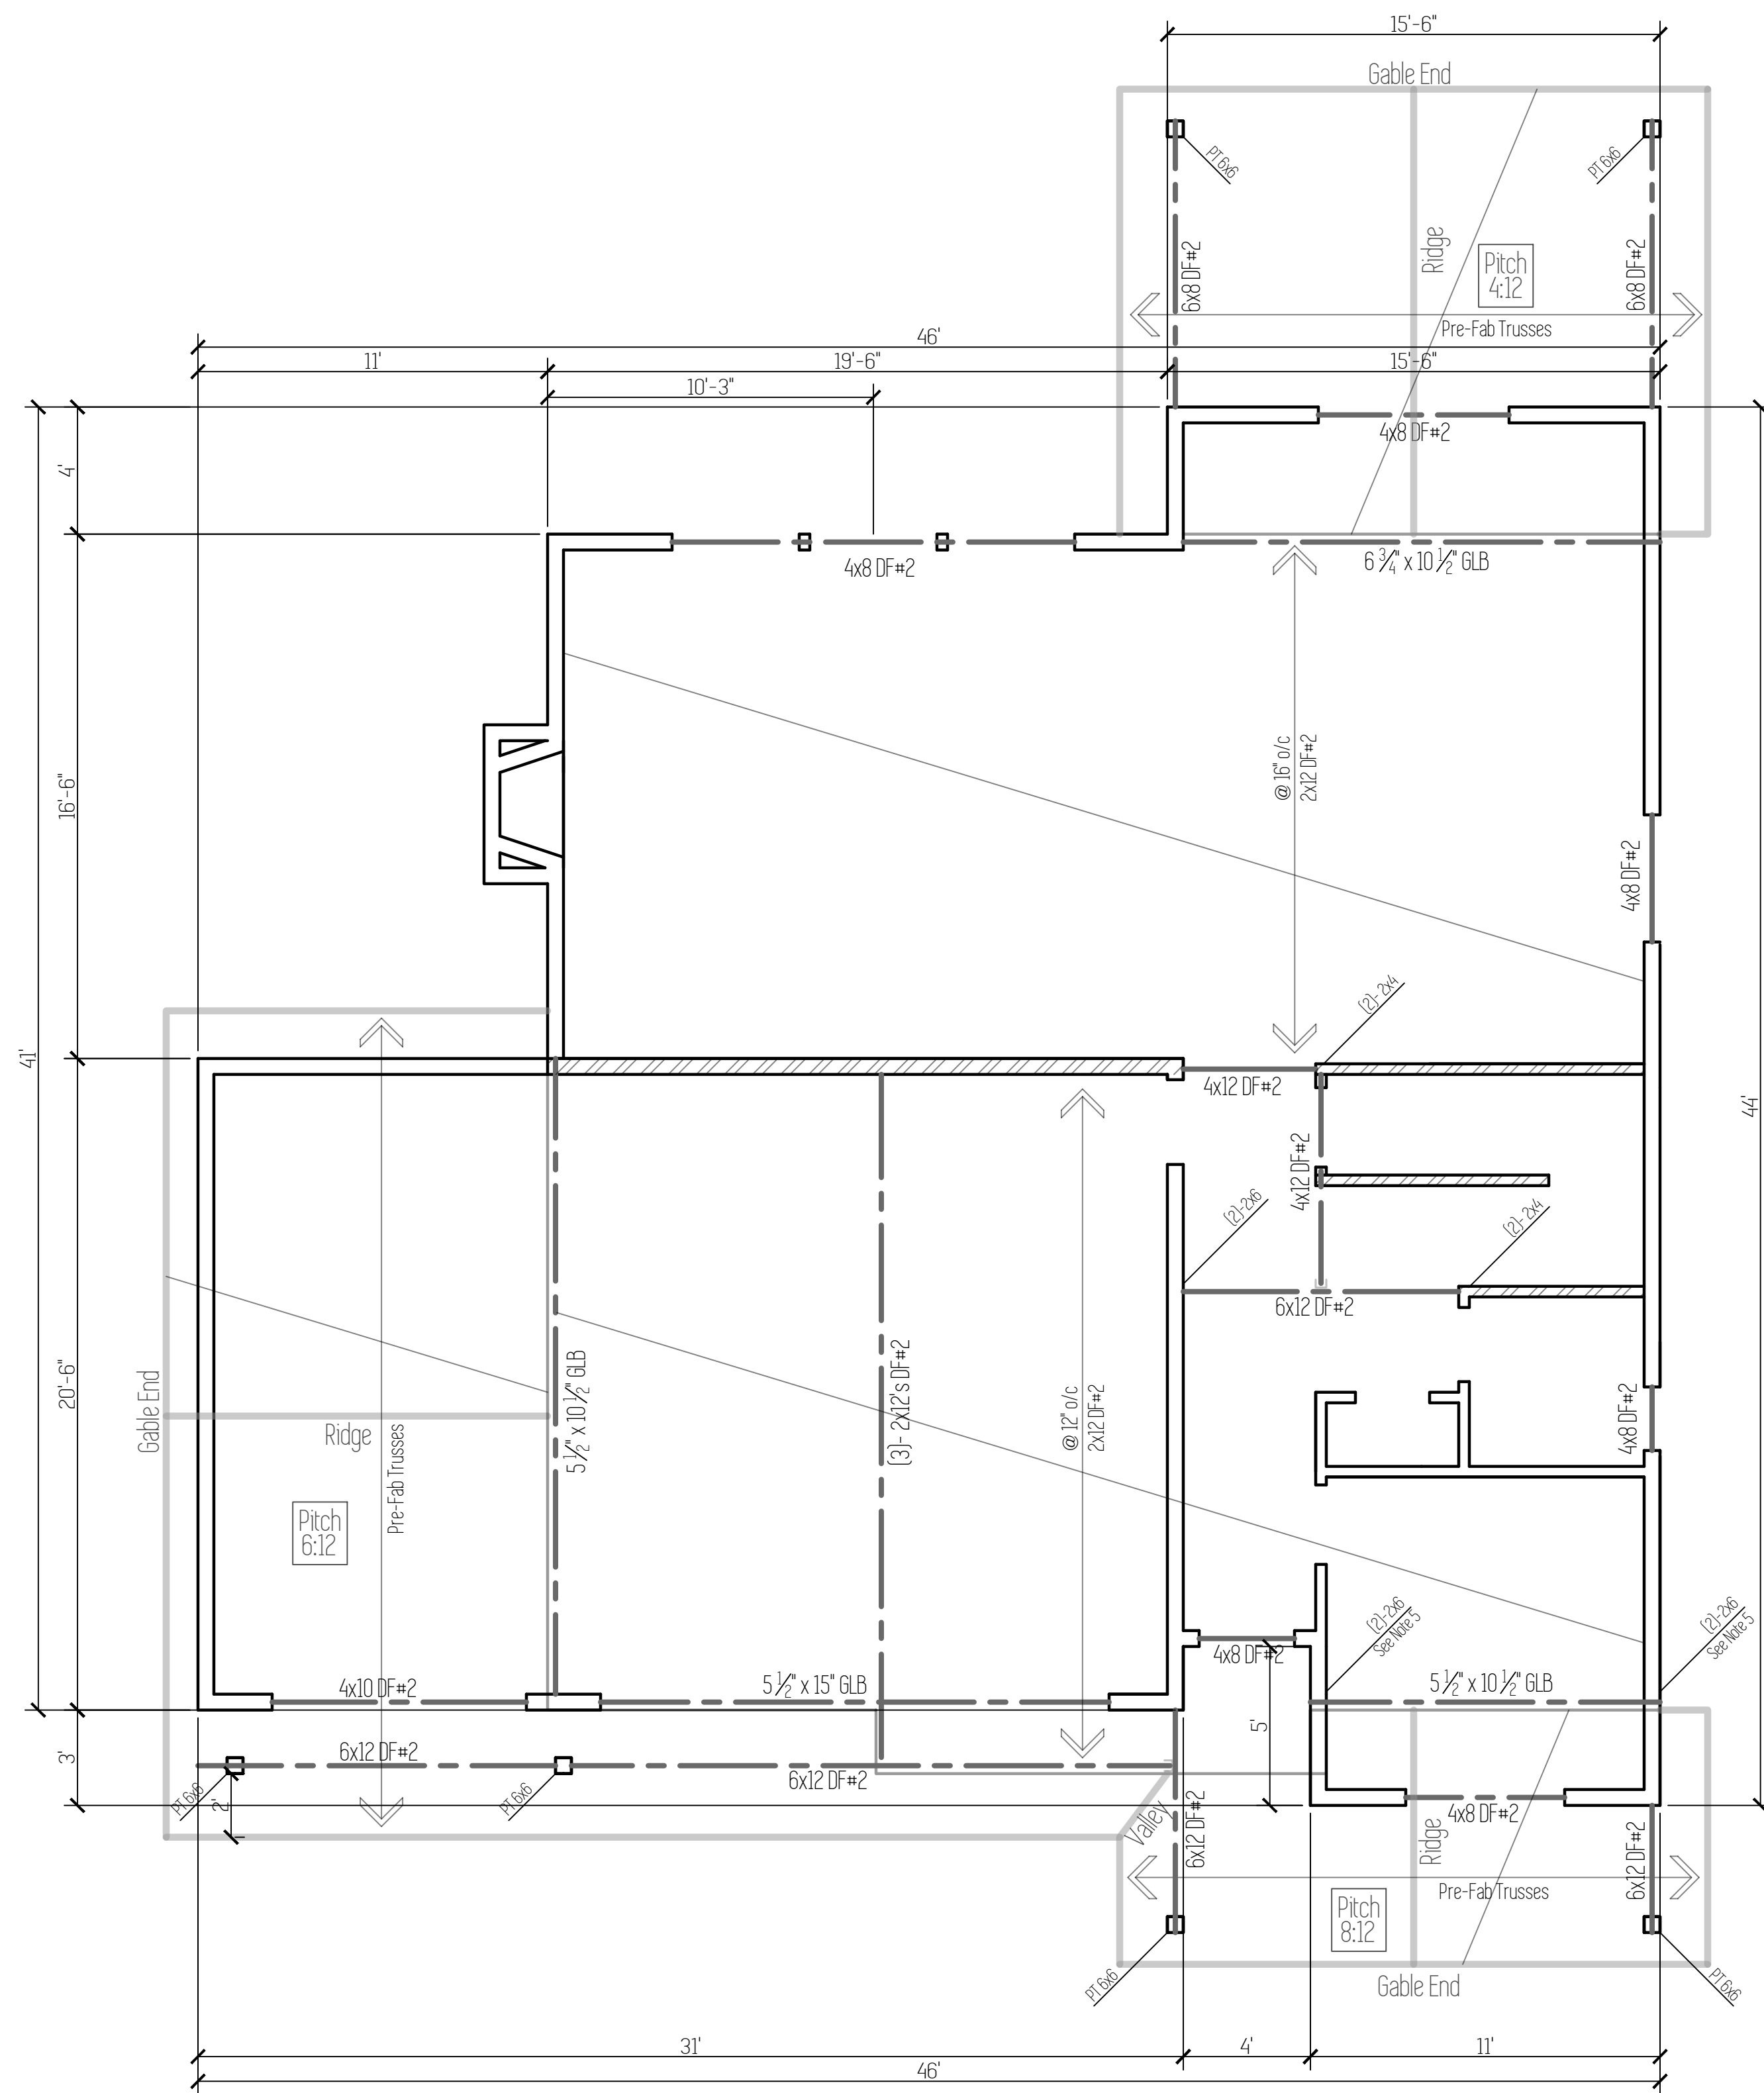 15'-6"
Gable End
PT 6x6
PT 6x6
6x8 DF#2
Ridge
Pitch
4:12
6x8 DF#2
Pre-Fab Trusses
46'
11'
19'-6"
15'-6"
10'-3"
4x8 DF#2
4'
4x8 DF#2
6 3/4" x 10 1/2" GLB
@ 16" o/c
2x12 DF#2
16'-6"
4x8 DF#2
(2)- 2x4
41'
4x12 DF#2
44'
4x12 DF#2
(2)-2x6
(2)- 2x4
6x12 DF#2
20'-6"
Gable End
Ridge
Pre-Fab Trusses
5 1/2" x 10 1/2" GLB
(3)- 2x12's DF#2
@ 12" o/c
2x12 DF#2
4x8 DF#2
Pitch
6:12
(2)-2x6
See Note 5
(2)-2x6
See Note 5
4x8 DF#2
4x10 DF#2
5 1/2" x 15" GLB
5 1/2" x 10 1/2" GLB
5'
3'
6x12 DF#2
6x12 DF#2
PT 6x6
2'
PT 6x6
Valley
6x12 DF#2
4x8 DF#2
Ridge
6x12 DF#2
Pre-Fab Trusses
Pitch
8:12
PT 6x6
Gable End
PT 6x6
31'
4'
11'
46'